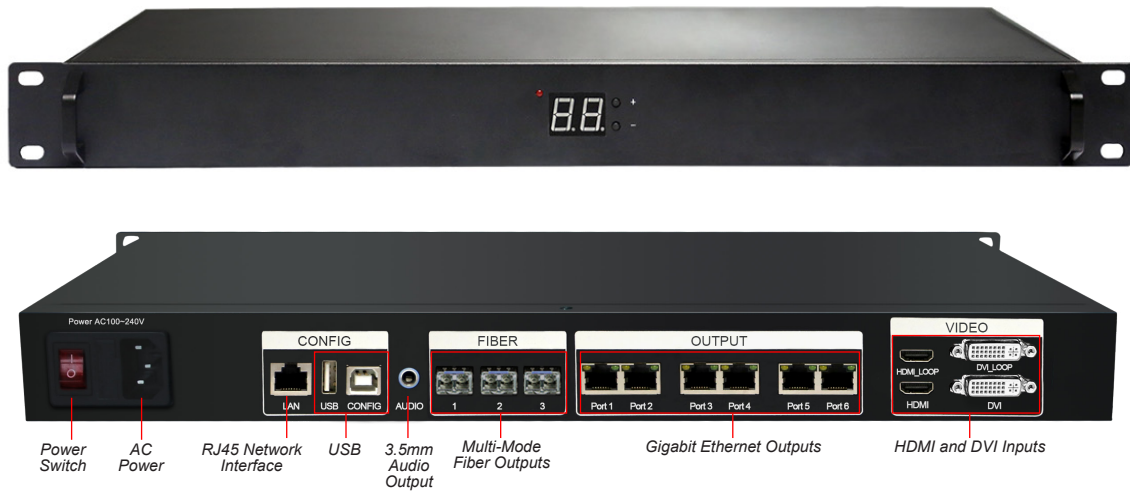 88
+
-
Power AC100~240V
CONFIG
FIBER
OUTPUT
VIDEO
HDMI_LOOP
DVI_LOOP
HDMI
DVI
LAN
USB
CONFIG
AUDIO
1
2
3
Port 1
Port 2
Port 3
Port 4
Port 5
Port 6
Power
Switch
AC
Power
RJ45 Network
Interface
USB
3.5mm
Audio
Output
Multi-Mode
Fiber Outputs
Gigabit Ethernet Outputs
HDMI and DVI Inputs